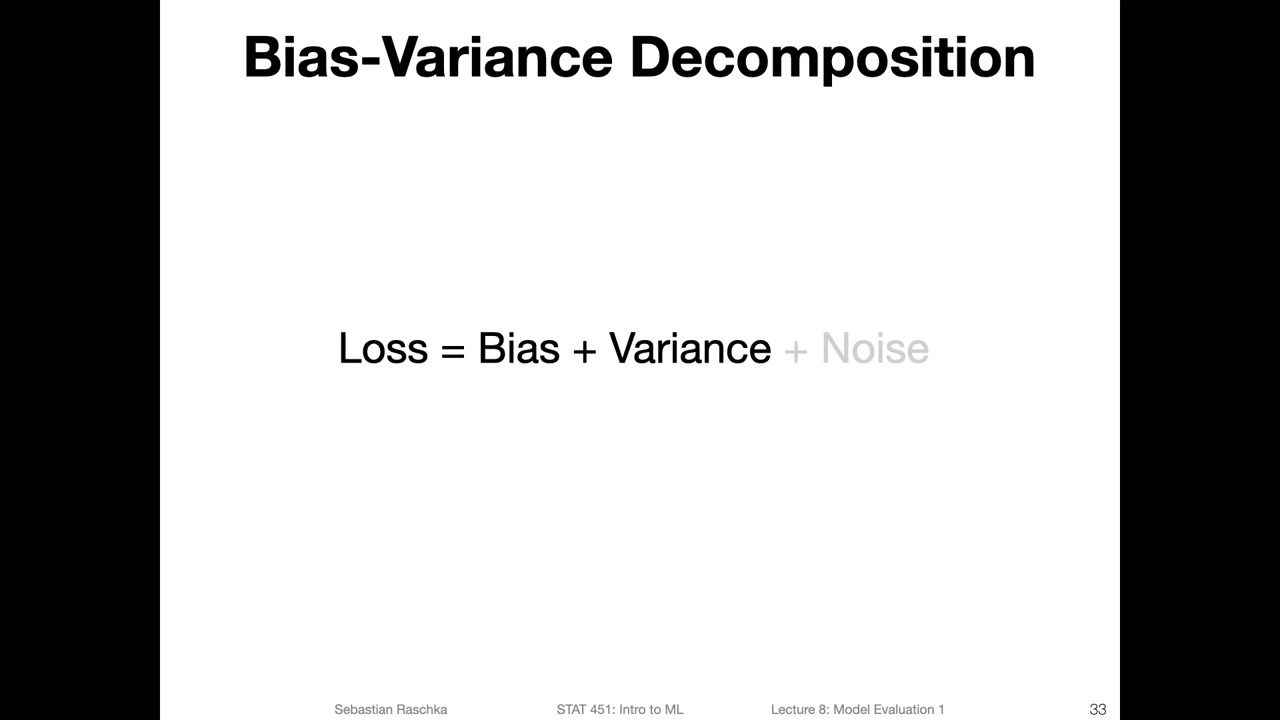 Bias-Variance Decomposition
Loss = Bias + Variance + Noise
Sebastian Raschka STAT 451: Intro to ML Lecture 8: Model Evaluation 1 33